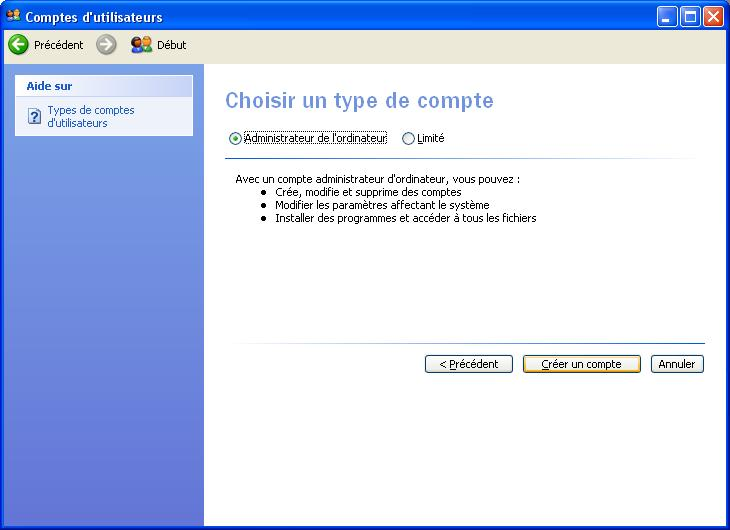 Comptes d'utilisateurs
Précédent
Début
Aide sur
Types de comptes
d'utilisateurs
Choisir un type de compte
Administrateur de l'ordinateur
Limité
Avec un compte administrateur d'ordinateur, vous pouvez :
• Crée, modifie et supprime des comptes
• Modifier les paramètres affectant le système
• Installer des programmes et accéder à tous les fichiers
< Précédent
Créer un compte
Annuler